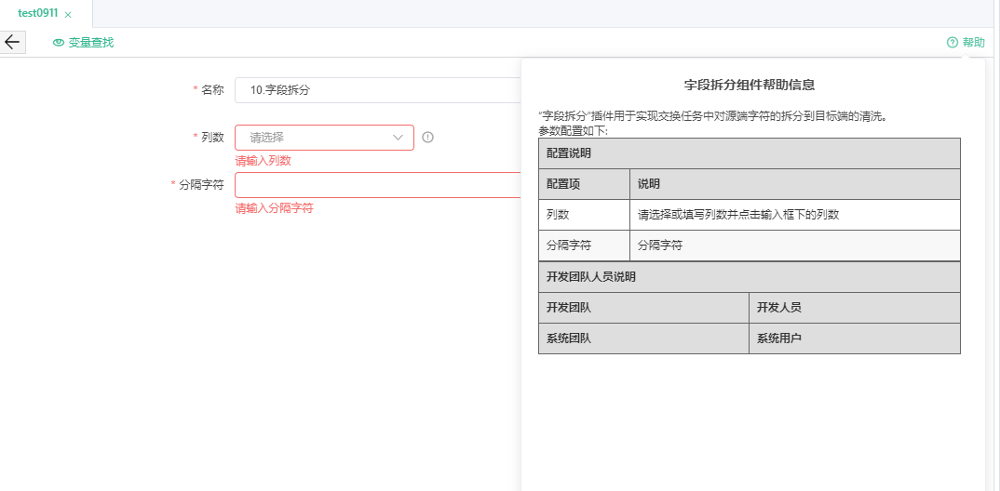 test0911 ×
变量查找
帮助
* 名称 10.字段拆分
* 列数 请选择
请输入列数
* 分隔字符
请输入分隔字符
字段拆分组件帮助信息
“字段拆分”插件用于实现交换任务中对源端字符的拆分到目标端的清洗。
参数配置如下:
配置说明
配置项 说明
列数 请选择或填写列数并点击输入框下的列数
分隔字符 分隔字符
开发团队人员说明
开发团队 开发人员
系统团队 系统用户